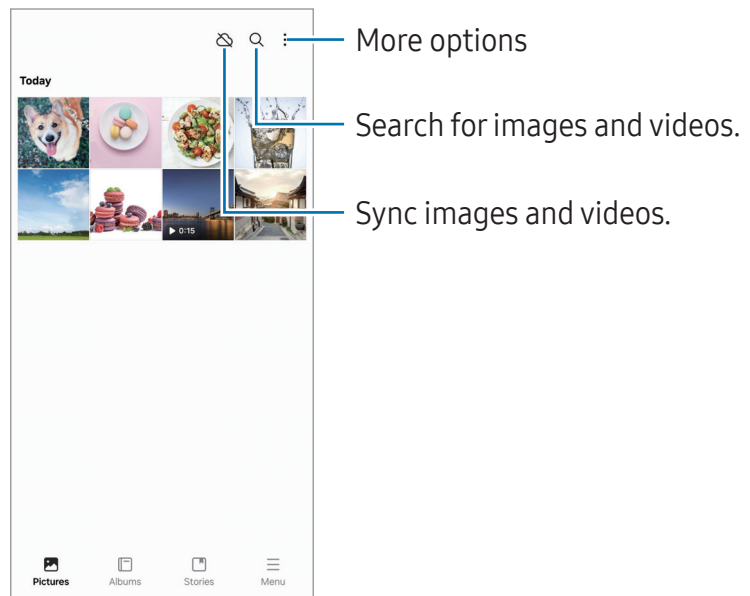 More options
Today
Search for images and videos.
Sync images and videos.
0:15
Pictures Albums Stories Menu